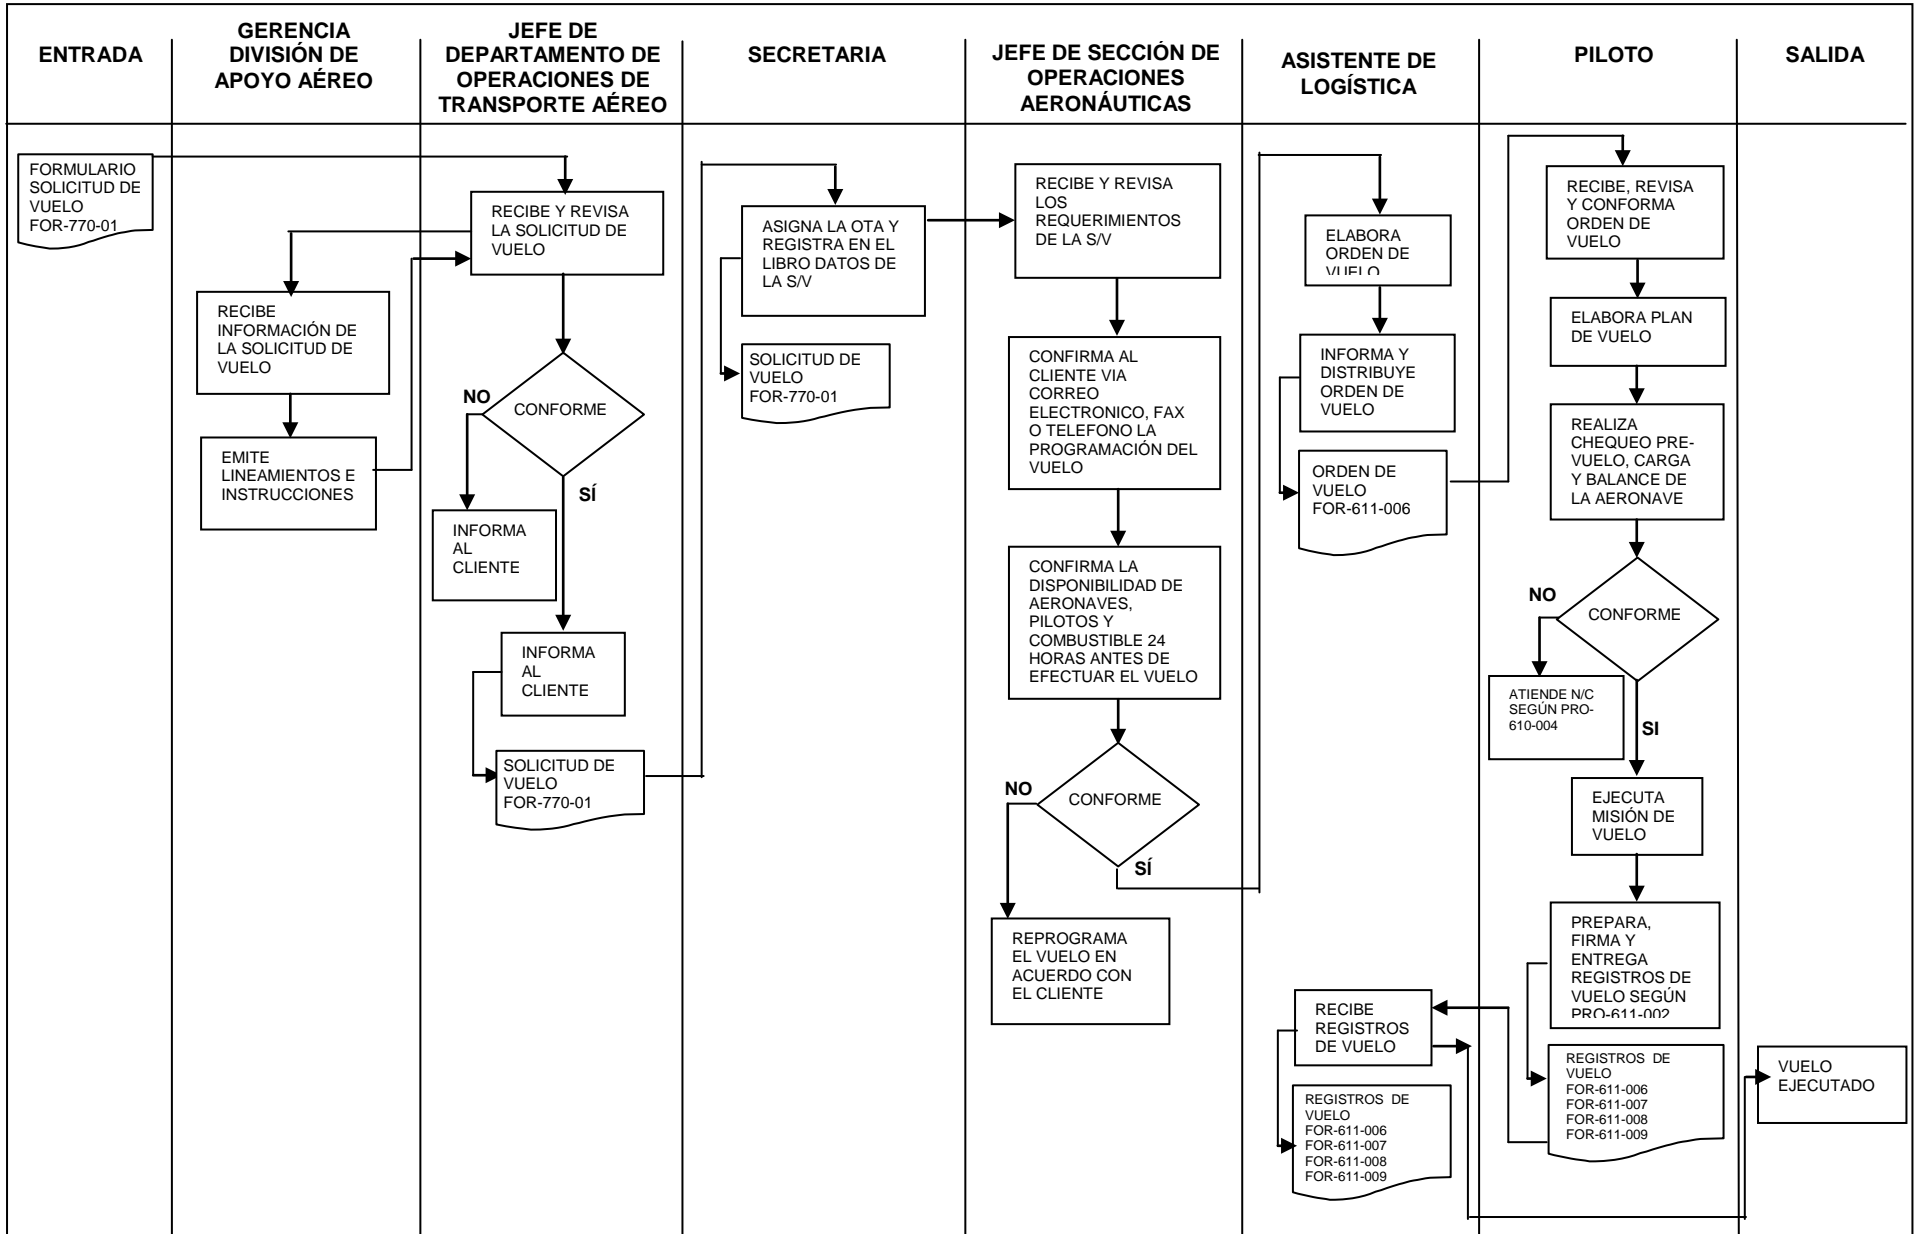 ENTRADA
GERENCIA
DIVISIÓN DE
APOYO AÉREO
JEFE DE
DEPARTAMENTO DE
OPERACIONES DE
TRANSPORTE AÉREO
SECRETARIA
JEFE DE SECCIÓN DE
OPERACIONES
AERONÁUTICAS
ASISTENTE DE
LOGÍSTICA
PILOTO
SALIDA
FORMULARIO
SOLICITUD DE
VUELO
FOR-770-01
RECIBE
INFORMACIÓN DE
LA SOLICITUD DE
VUELO
EMITE
LINEAMIENTOS E
INSTRUCCIONES
RECIBE Y REVISA
LA SOLICITUD DE
VUELO
CONFORME
NO
SÍ
INFORMA
AL
CLIENTE
INFORMA
AL
CLIENTE
SOLICITUD DE
VUELO
FOR-770-01
ASIGNA LA OTA Y
REGISTRA EN EL
LIBRO DATOS DE
LA S/V
SOLICITUD DE
VUELO
FOR-770-01
RECIBE Y REVISA
LOS
REQUERIMIENTOS
DE LA S/V
CONFIRMA AL
CLIENTE VIA
CORREO
ELECTRONICO, FAX
O TELEFONO LA
PROGRAMACIÓN DEL
VUELO
CONFIRMA LA
DISPONIBILIDAD DE
AERONAVES,
PILOTOS Y
COMBUSTIBLE 24
HORAS ANTES DE
EFECTUAR EL VUELO
CONFORME
NO
SÍ
REPROGRAMA
EL VUELO EN
ACUERDO CON
EL CLIENTE
ELABORA
ORDEN DE
VUELO
INFORMA Y
DISTRIBUYE
ORDEN DE
VUELO
ORDEN DE
VUELO
FOR-611-006
RECIBE
REGISTROS
DE VUELO
REGISTROS DE
VUELO
FOR-611-006
FOR-611-007
FOR-611-008
FOR-611-009
RECIBE, REVISA
Y CONFORMA
ORDEN DE
VUELO
ELABORA PLAN
DE VUELO
REALIZA
CHEQUEO PRE-
VUELO, CARGA
Y BALANCE DE
LA AERONAVE
CONFORME
NO
SI
ATIENDE N/C
SEGÚN PRO-
610-004
EJECUTA
MISIÓN DE
VUELO
PREPARA,
FIRMA Y
ENTREGA
REGISTROS DE
VUELO SEGÚN
PRO-611-002
REGISTROS DE
VUELO
FOR-611-006
FOR-611-007
FOR-611-008
FOR-611-009
VUELO
EJECUTADO